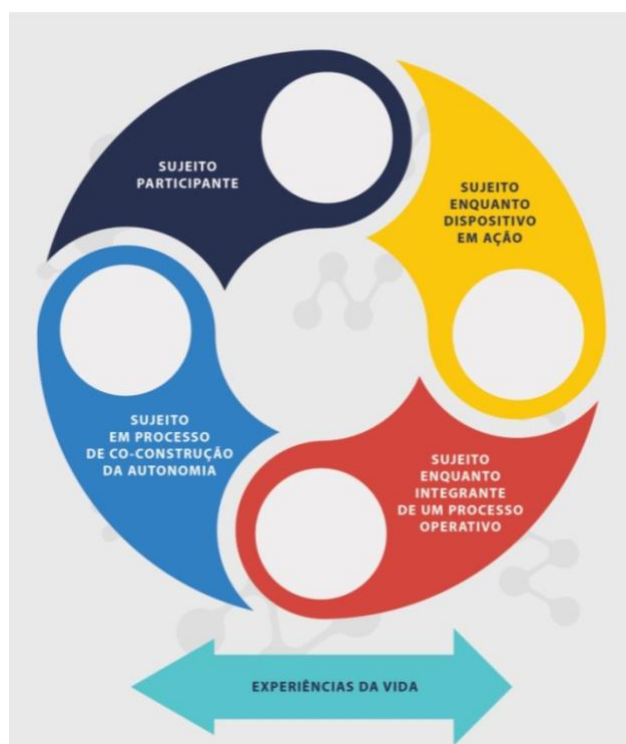 SUJEITO
PARTICIPANTE
SUJEITO
ENQUANTO
DISPOSITIVO
EM AÇÃO
SUJEITO
EM PROCESSO
DE CO-CONSTRUÇÃO
DA AUTONOMIA
SUJEITO
ENQUANTO
INTEGRANTE
DE UM PROCESSO
OPERATIVO
EXPERIÊNCIAS DA VIDA